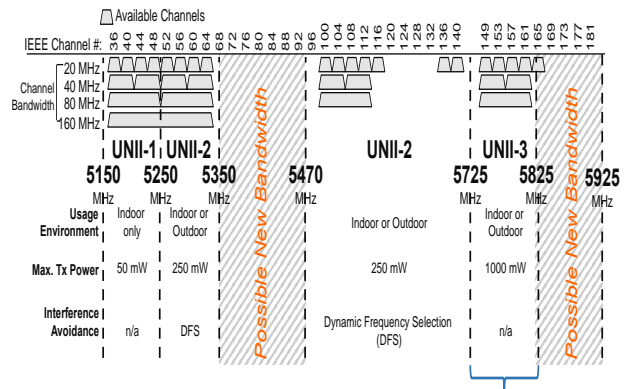 Available Channels
IEEE Channel #: 36 40 44 48 52 56 60 64 68 72 76 80 84 88 92 96 100 104 108 112 116 120 124 128 132 136 140 149 153 157 161 165 169 173 177 181
Channel Bandwidth
20 MHz
40 MHz
80 MHz
160 MHz
UNII-1 UNII-2 UNII-2 UNII-3
5150 MHz 5250 MHz 5350 MHz 5470 MHz 5725 MHz 5825 MHz 5925 MHz
Possible New Bandwidth
Possible New Bandwidth
Usage Environment
Indoor only
Indoor or Outdoor
Indoor or Outdoor
Indoor or Outdoor
Max. Tx Power 50 mW 250 mW 250 mW 1000 mW
Interference Avoidance
n/a
DFS
Dynamic Frequency Selection (DFS)
n/a